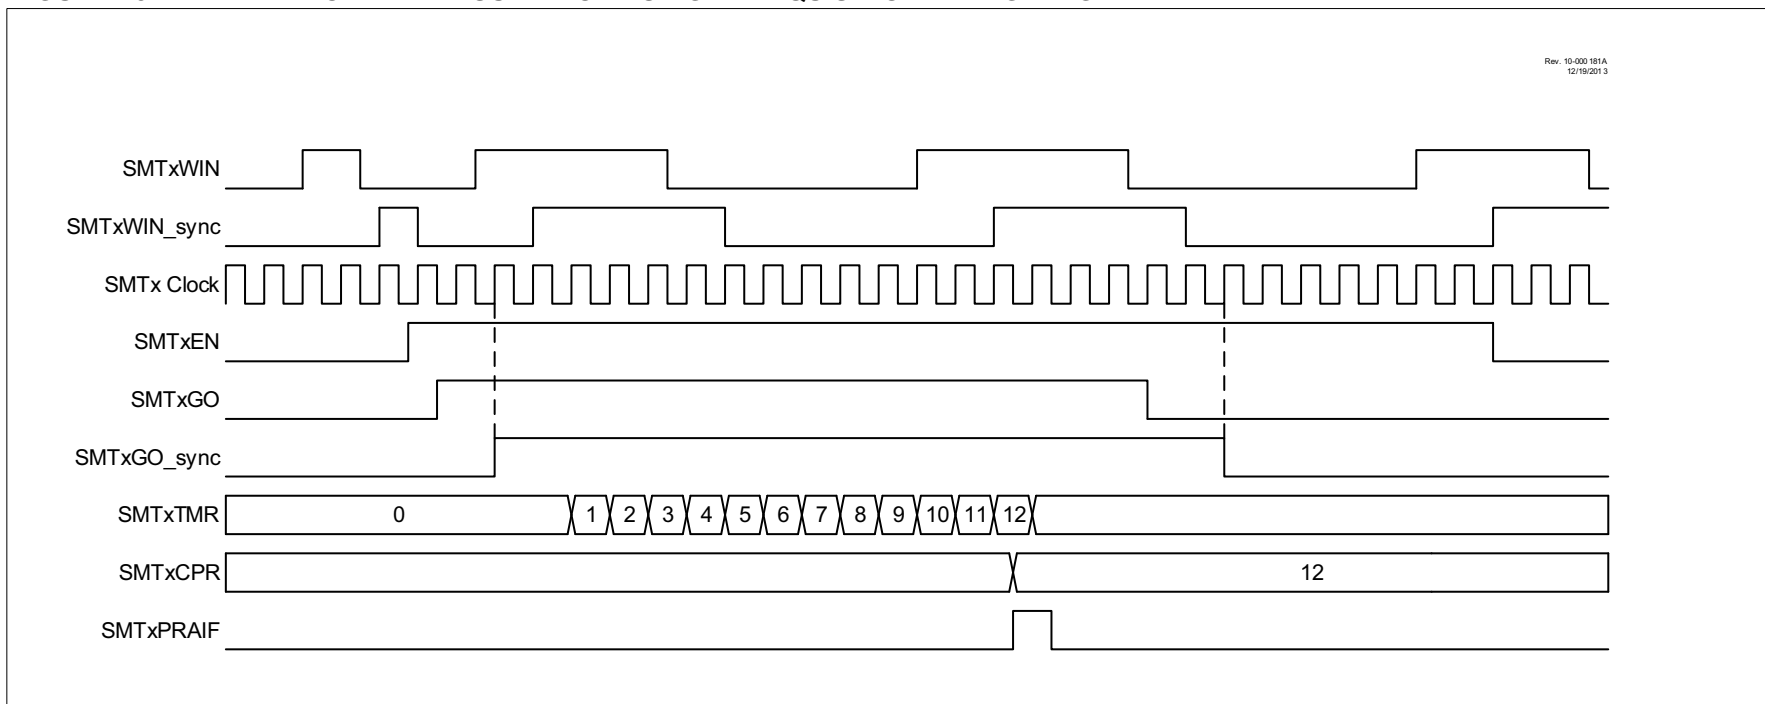 Rev. 10-000 181A
12/19/201 3
SMTxWIN
SMTxWIN_sync
SMTx Clock
SMTxEN
SMTxGO
SMTxGO_sync
SMTxTMR 0 1 2 3 4 5 6 7 8 9 10 11 12
SMTxCPR 12
SMTxPRAIF